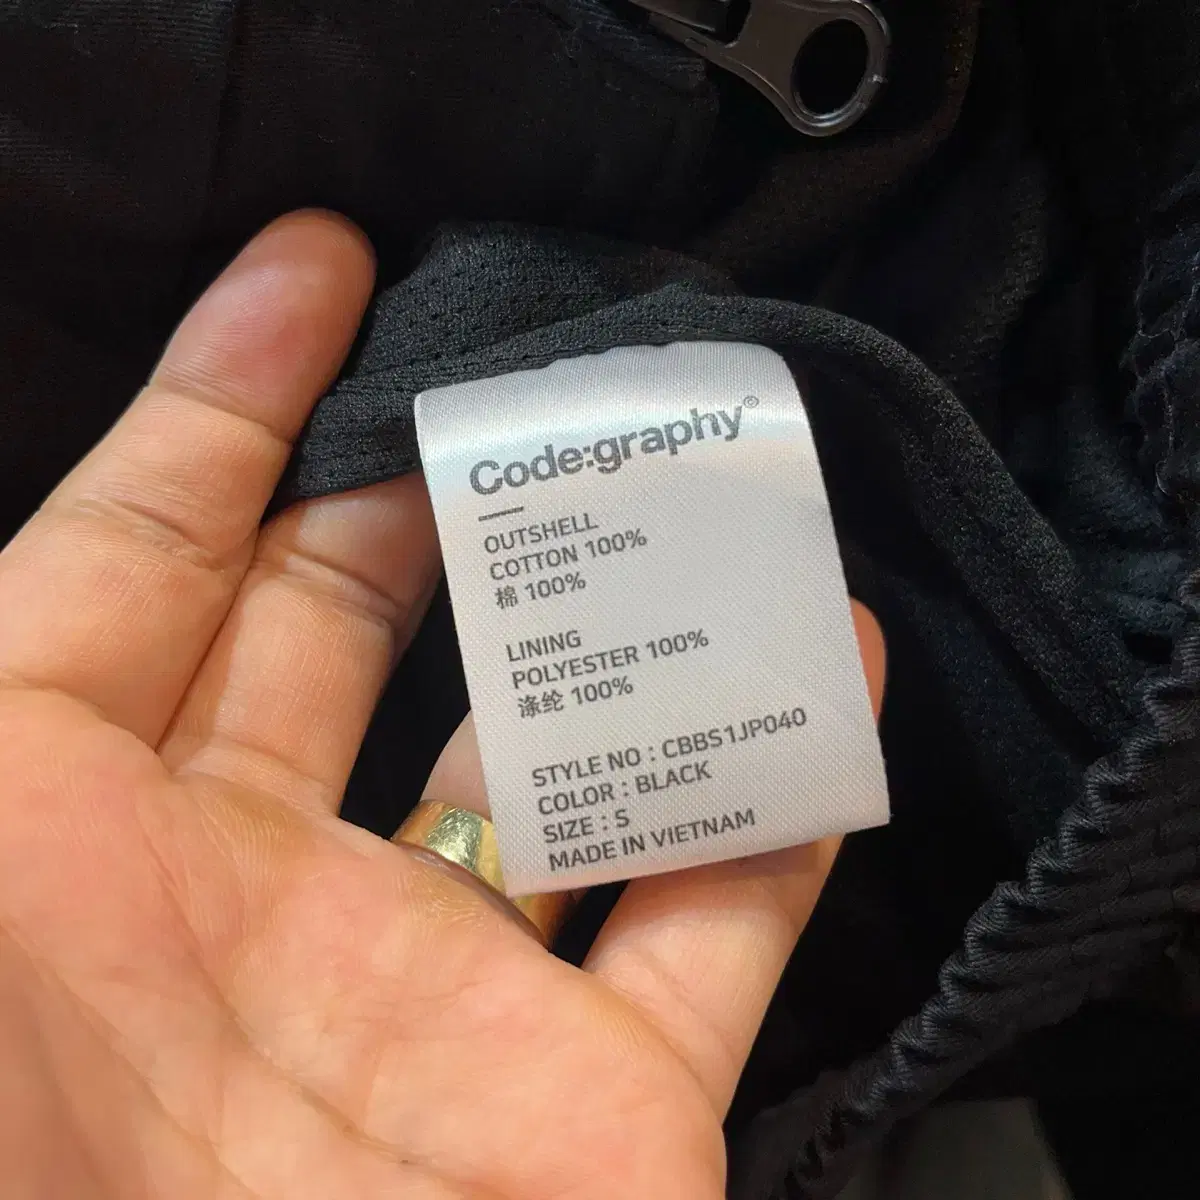 Code:graphy®
OUTSHELL
COTTON 100%
棉 100%
LINING
POLYESTER 100%
涤纶 100%
STYLE NO : CBBS1JP040
COLOR : BLACK
SIZE : S
MADE IN VIETNAM